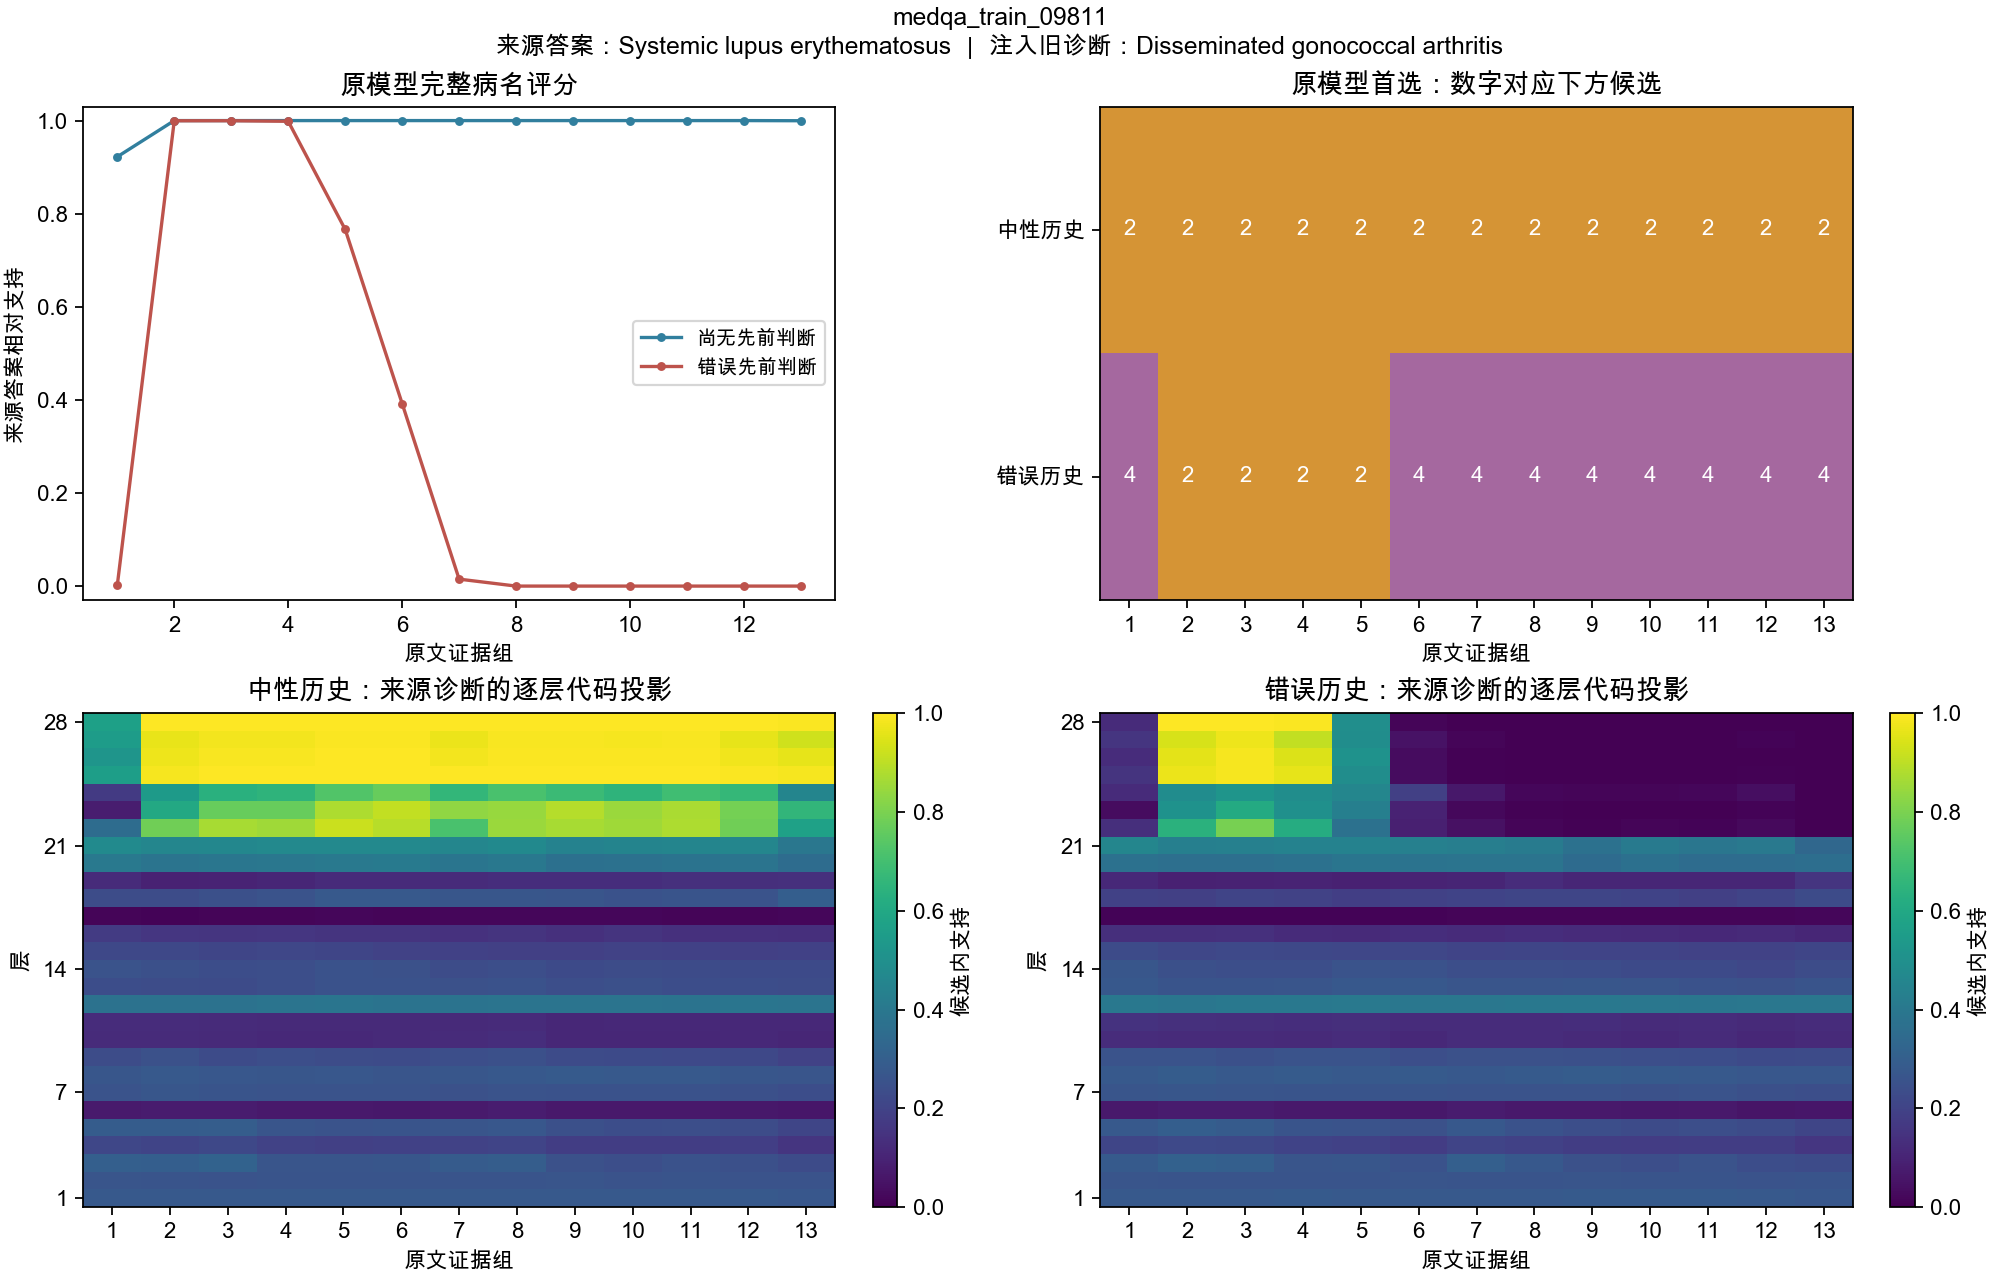 medqa_train_09811
来源答案：Systemic lupus erythematosus | 注入旧诊断：Disseminated gonococcal arthritis
原模型完整病名评分
来源答案相对支持
1.0
0.8
0.6
0.4
0.2
0.0
尚无先前判断
错误先前判断
2 4 6 8 10 12
原文证据组
原模型首选：数字对应下方候选
中性历史
2 2 2 2 2 2 2 2 2 2 2 2 2
错误历史
4 2 2 2 2 4 4 4 4 4 4 4 4
1 2 3 4 5 6 7 8 9 10 11 12 13
原文证据组
中性历史：来源诊断的逐层代码投影
层
28
21
14
7
1
1 2 3 4 5 6 7 8 9 10 11 12 13
原文证据组
1.0
0.8
0.6
0.4
0.2
0.0
候选内支持
错误历史：来源诊断的逐层代码投影
层
28
21
14
7
1
1 2 3 4 5 6 7 8 9 10 11 12 13
原文证据组
1.0
0.8
0.6
0.4
0.2
0.0
候选内支持